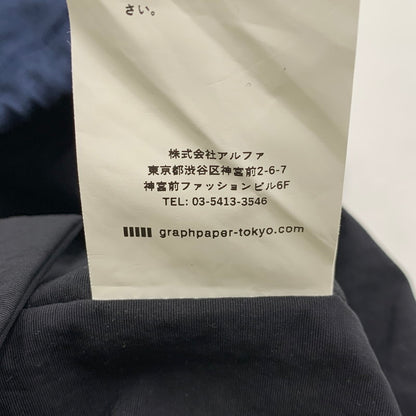 さい。
株式会社アルファ
東京都渋谷区神宮前2-6-7
神宮前ファッションビル6F
TEL: 03-5413-3546
graphpaper-tokyo.com